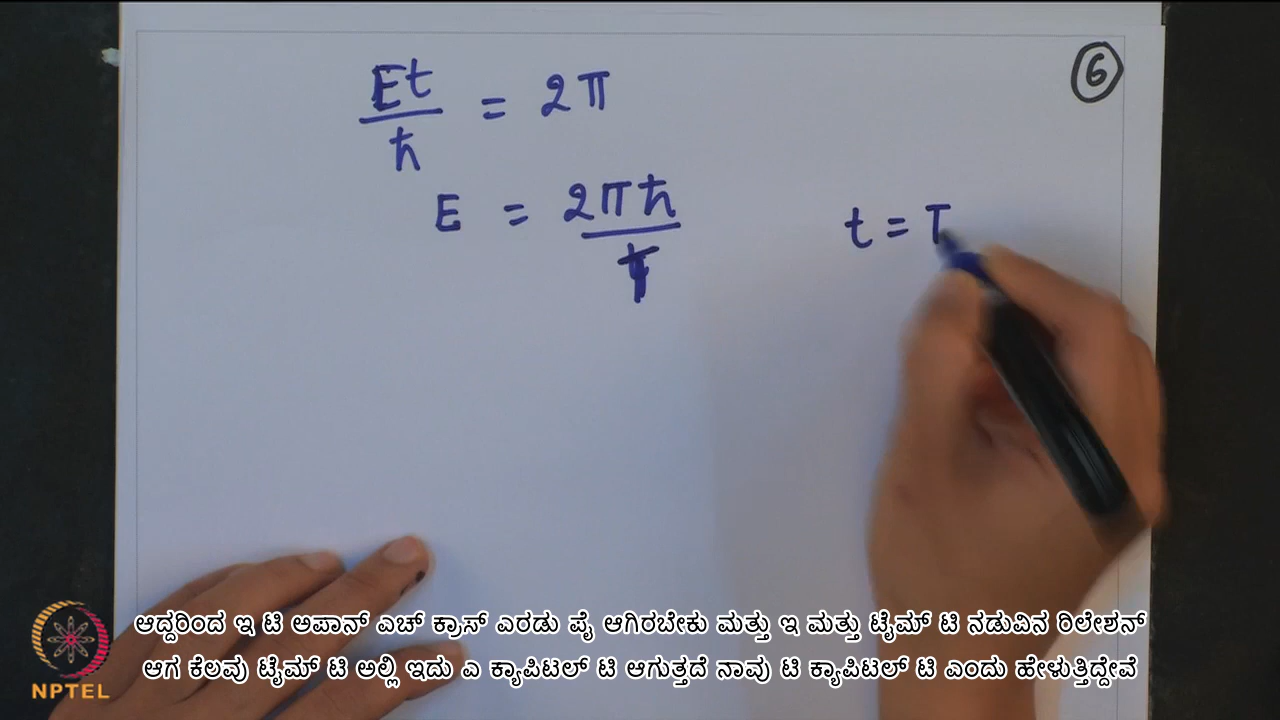 6
Et/ħ = 2π
E = 2πħ/T
t = T
ಆದ್ದರಿಂದ ಇ ಟಿ ಅಪಾನ್ ಎಚ್ ಕ್ರಾಸ್ ಎರಡು ಪೈ ಆಗಿರಬೇಕು ಮತ್ತು ಇ ಮತ್ತು ಟೈಮ್ ಟಿ ನಡುವಿನ ರಿಲೇಶನ್
ಆಗ ಕೆಲವು ಟೈಮ್ ಟಿ ಅಲ್ಲಿ ಇದು ಎ ಕ್ಯಾಪಿಟಲ್ ಟಿ ಆಗುತ್ತದೆ ನಾವು ಟಿ ಕ್ಯಾಪಿಟಲ್ ಟಿ ಎಂದು ಹೇಳುತ್ತಿದ್ದೇವೆ
NPTEL